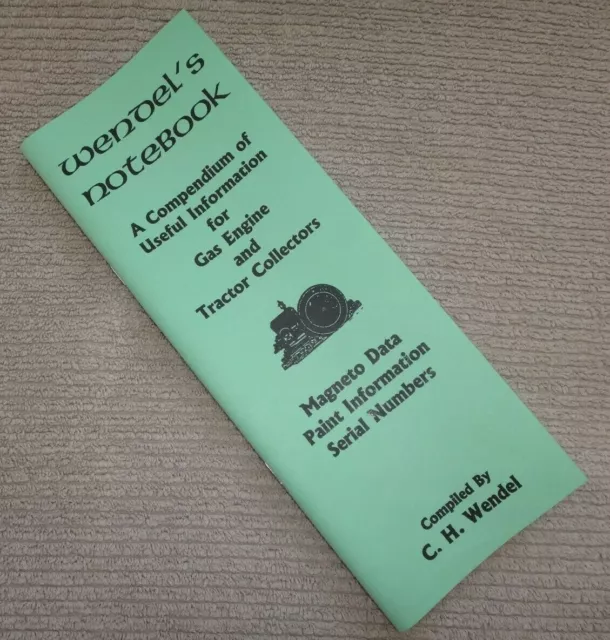 Wendel's
Notebook
A Compendium of
Useful Information
for
Gas Engine
and
Tractor Collectors
Magneto Data
Paint Information
Serial Numbers
Compiled By
C. H. Wendel